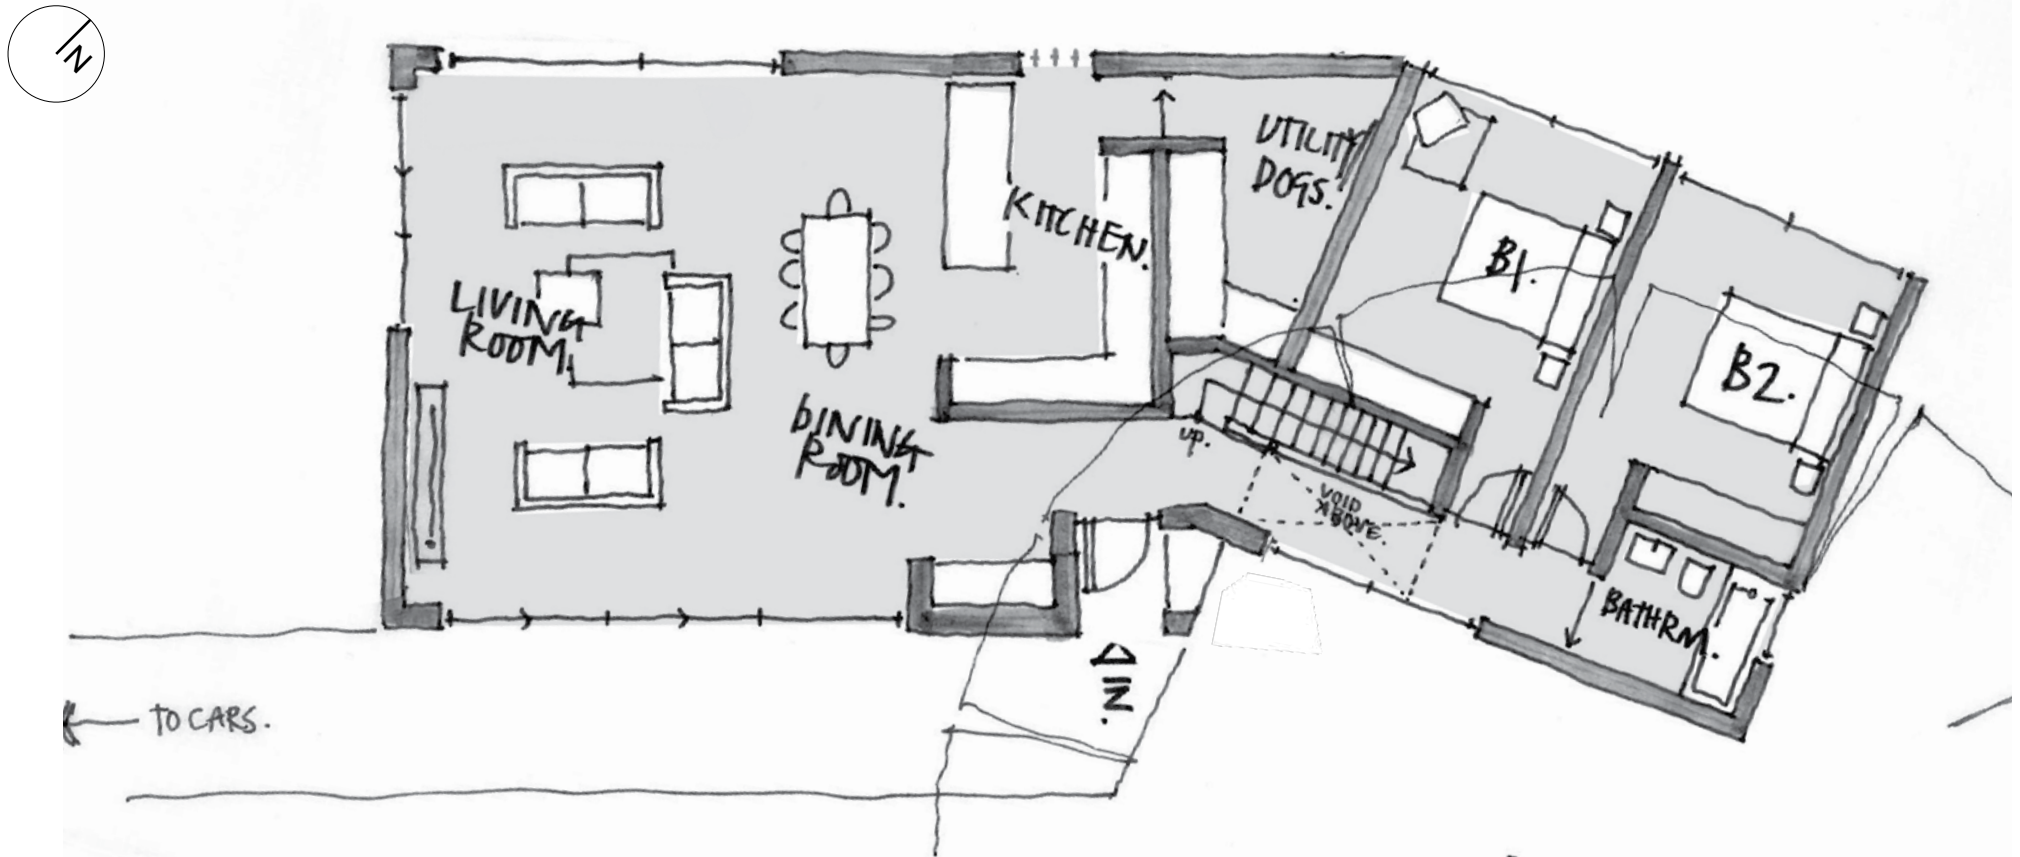 N
UTILITY
DOGS.
KITCHEN.
B1.
LIVING
ROOM.
B2.
DINING
ROOM.
UP.
VOID
ABOVE.
BATHRM.
IN.
TO CARS.